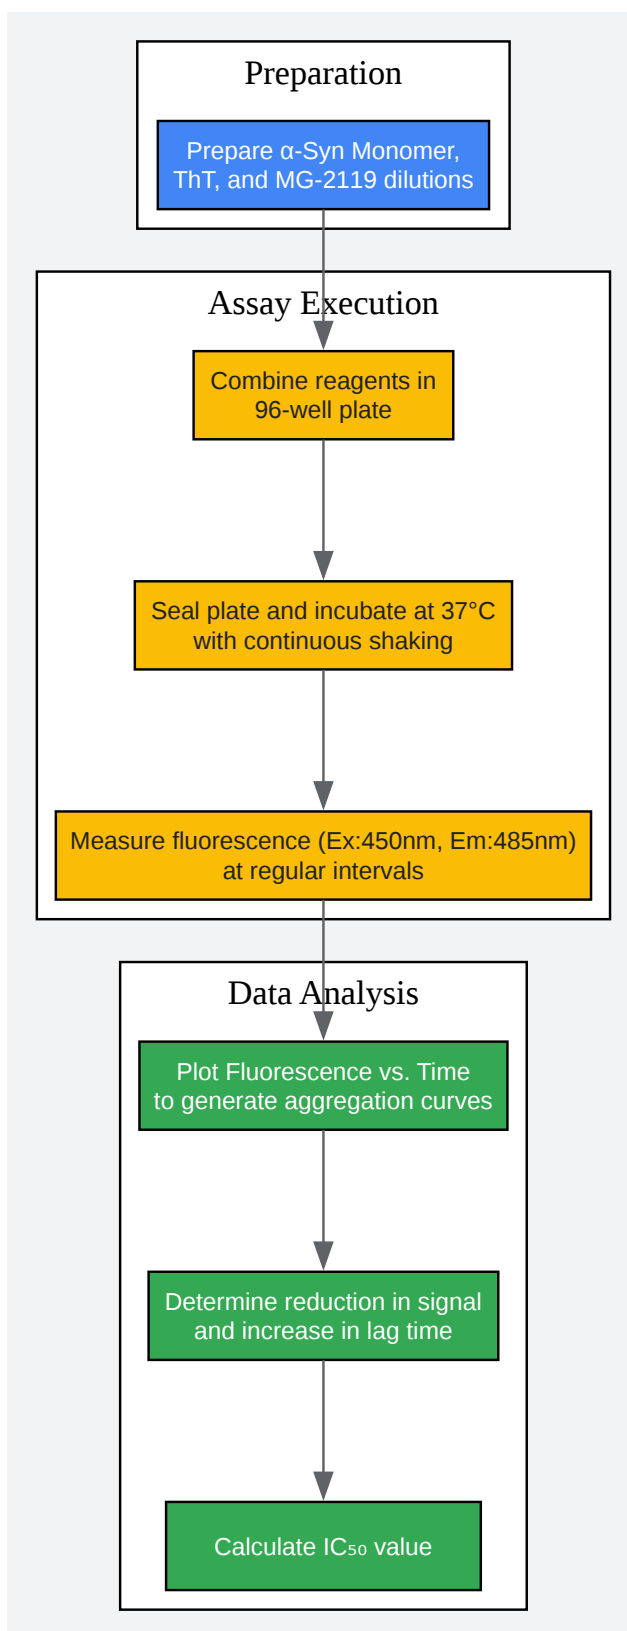 Preparation
Prepare α-Syn Monomer,
ThT, and MG-2119 dilutions
Assay Execution
Combine reagents in
96-well plate
Seal plate and incubate at 37°C
with continuous shaking
Measure fluorescence (Ex:450nm, Em:485nm)
at regular intervals
Data Analysis
Plot Fluorescence vs. Time
to generate aggregation curves
Determine reduction in signal
and increase in lag time
Calculate IC₅₀ value